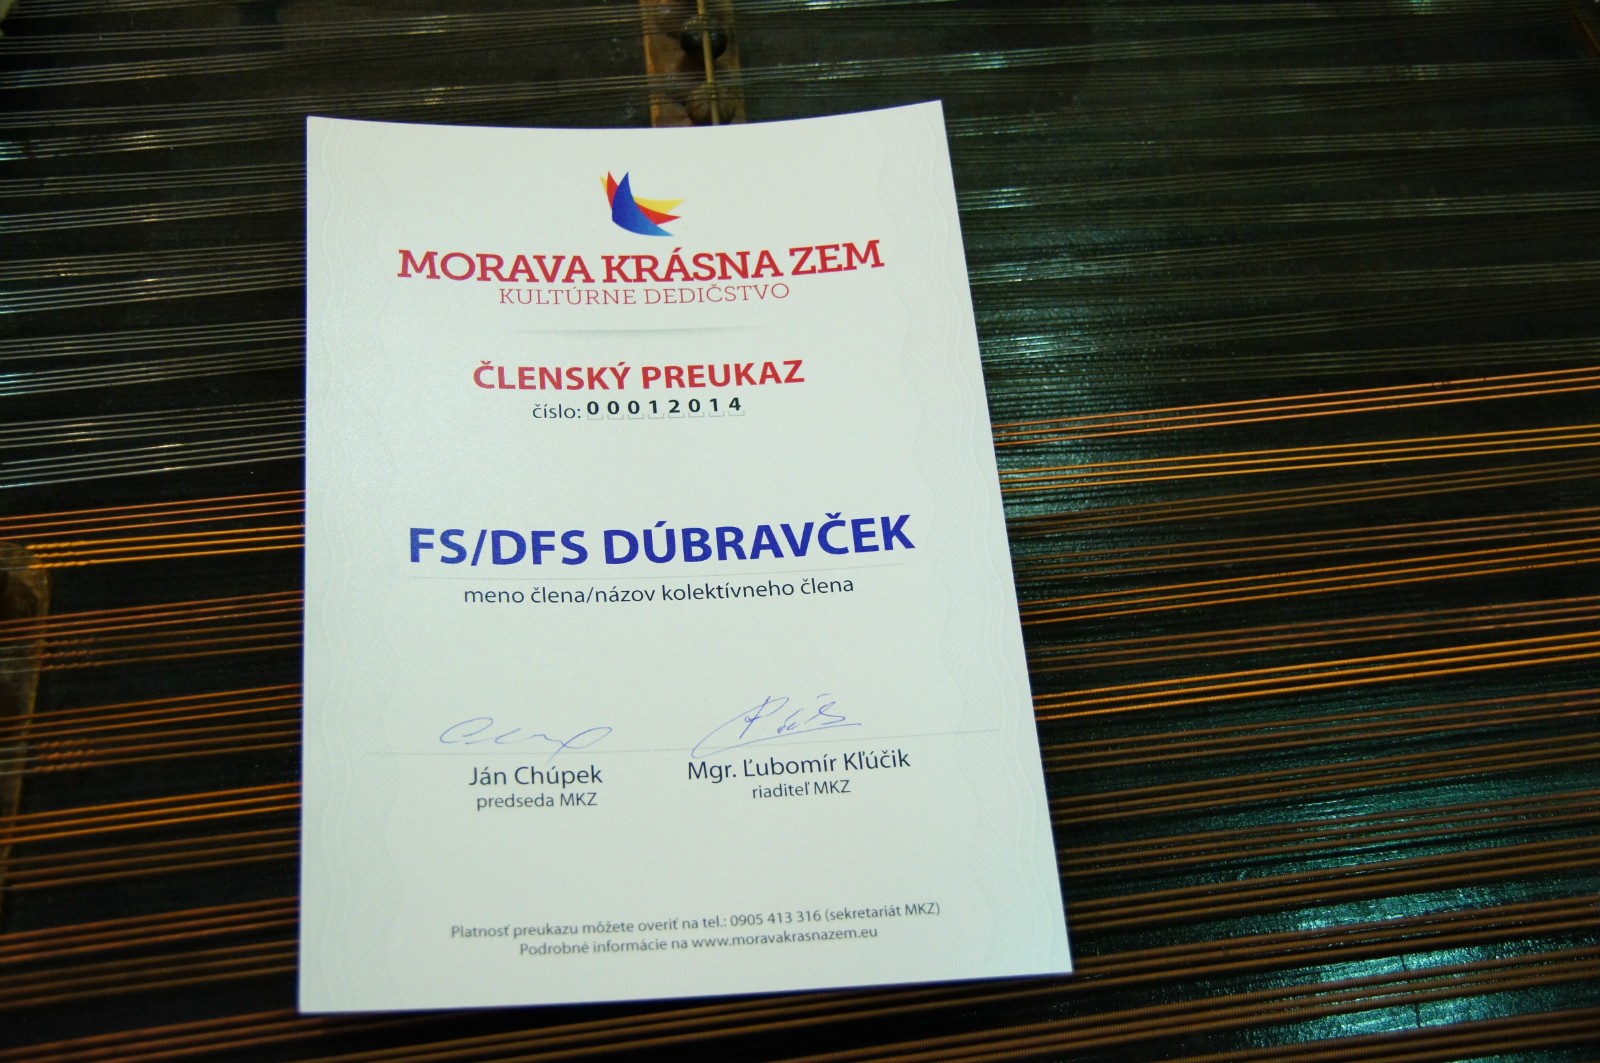 MORAVA KRÁSNA ZEM
KULTÚRNE DEDIČSTVO
ČLENSKÝ PREUKAZ
číslo: 00012014
FS/DFS DÚBRAVČEK
meno člena/názov kolektívneho člena
Ján Chúpek Mgr. Ľubomír Kľúčik
predseda MKZ riaditeľ MKZ
Platnosť preukazu môžete overiť na tel.: 0905 413 316 (sekretariát MKZ)
Podrobné informácie na www.moravakrasnazem.eu